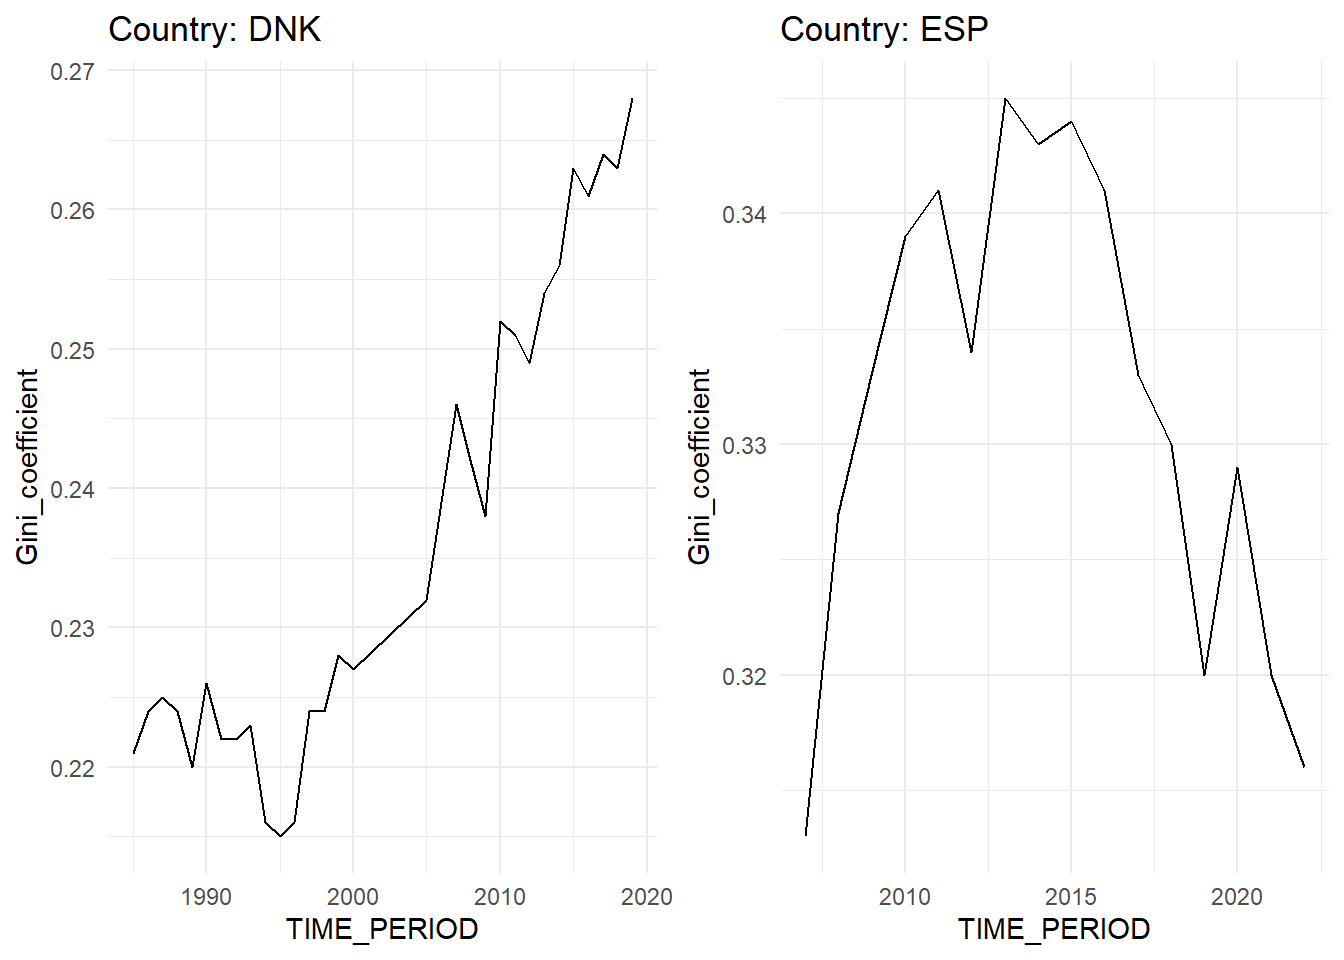 Country: DNK
Gini_coefficient
0.27
0.26
0.25
0.24
0.23
0.22
1990 2000 2010 2020
TIME_PERIOD
Country: ESP
Gini_coefficient
0.34
0.33
0.32
2010 2015 2020
TIME_PERIOD